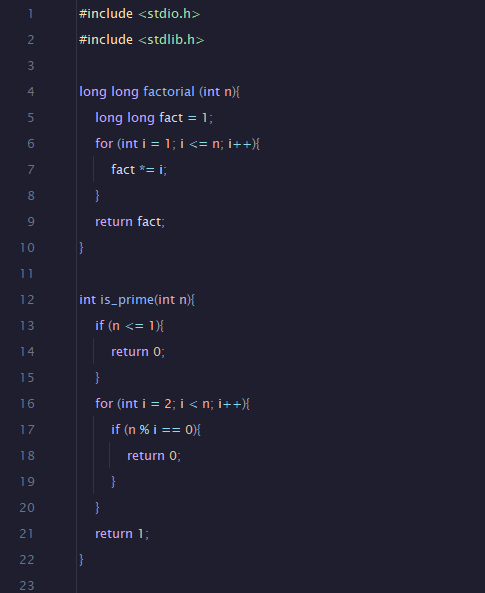 1 #include <stdio.h>
2 #include <stdlib.h>
3
4 long long factorial (int n){
5 long long fact = 1;
6 for (int i = 1; i <= n; i++){
7 fact *= i;
8 }
9 return fact;
10 }
11
12 int is_prime(int n){
13 if (n <= 1){
14 return 0;
15 }
16 for (int i = 2; i < n; i++){
17 if (n % i == 0){
18 return 0;
19 }
20 }
21 return 1;
22 }
23